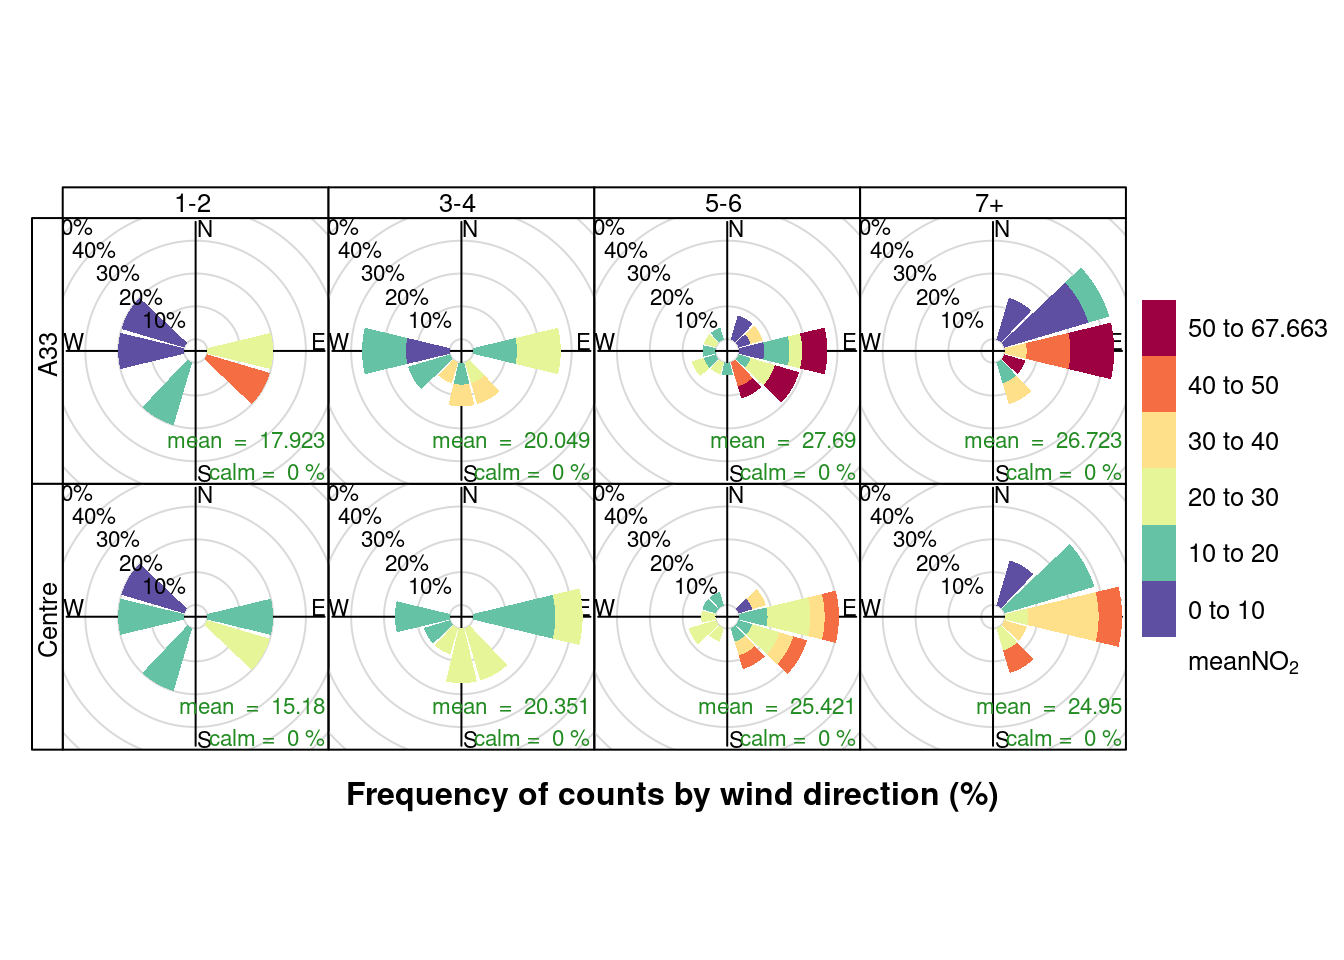 1-2 3-4 5-6 7+
A33
0% 40% 30% 20% 10% N W E S mean = 17.923 calm = 0 %
0% 40% 30% 20% 10% N W E S mean = 20.049 calm = 0 %
0% 40% 30% 20% 10% N W E S mean = 27.69 calm = 0 %
0% 40% 30% 20% 10% N W E S mean = 26.723 calm = 0 %
Centre
0% 40% 30% 20% 10% N W E S mean = 15.18 calm = 0 %
0% 40% 30% 20% 10% N W E S mean = 20.351 calm = 0 %
0% 40% 30% 20% 10% N W E S mean = 25.421 calm = 0 %
0% 40% 30% 20% 10% N W E S mean = 24.95 calm = 0 %
50 to 67.663
40 to 50
30 to 40
20 to 30
10 to 20
0 to 10
meanNO₂
Frequency of counts by wind direction (%)